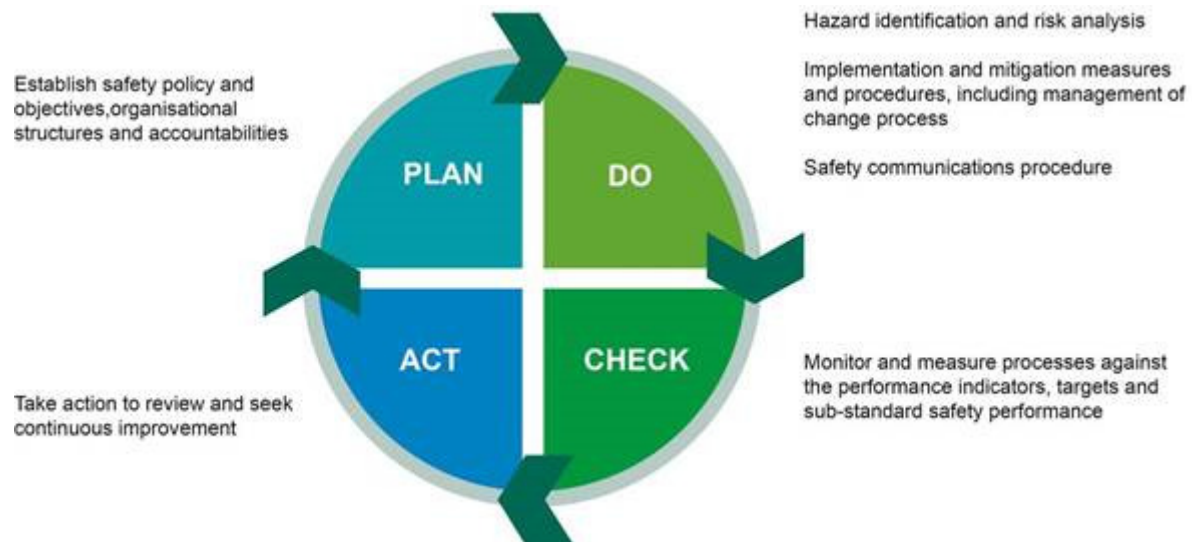 Establish safety policy and
objectives,organisational
structures and accountabilities
PLAN
DO
Hazard identification and risk analysis
Implementation and mitigation measures
and procedures, including management of
change process
Safety communications procedure
Take action to review and seek
continuous improvement
ACT
CHECK
Monitor and measure processes against
the performance indicators, targets and
sub-standard safety performance